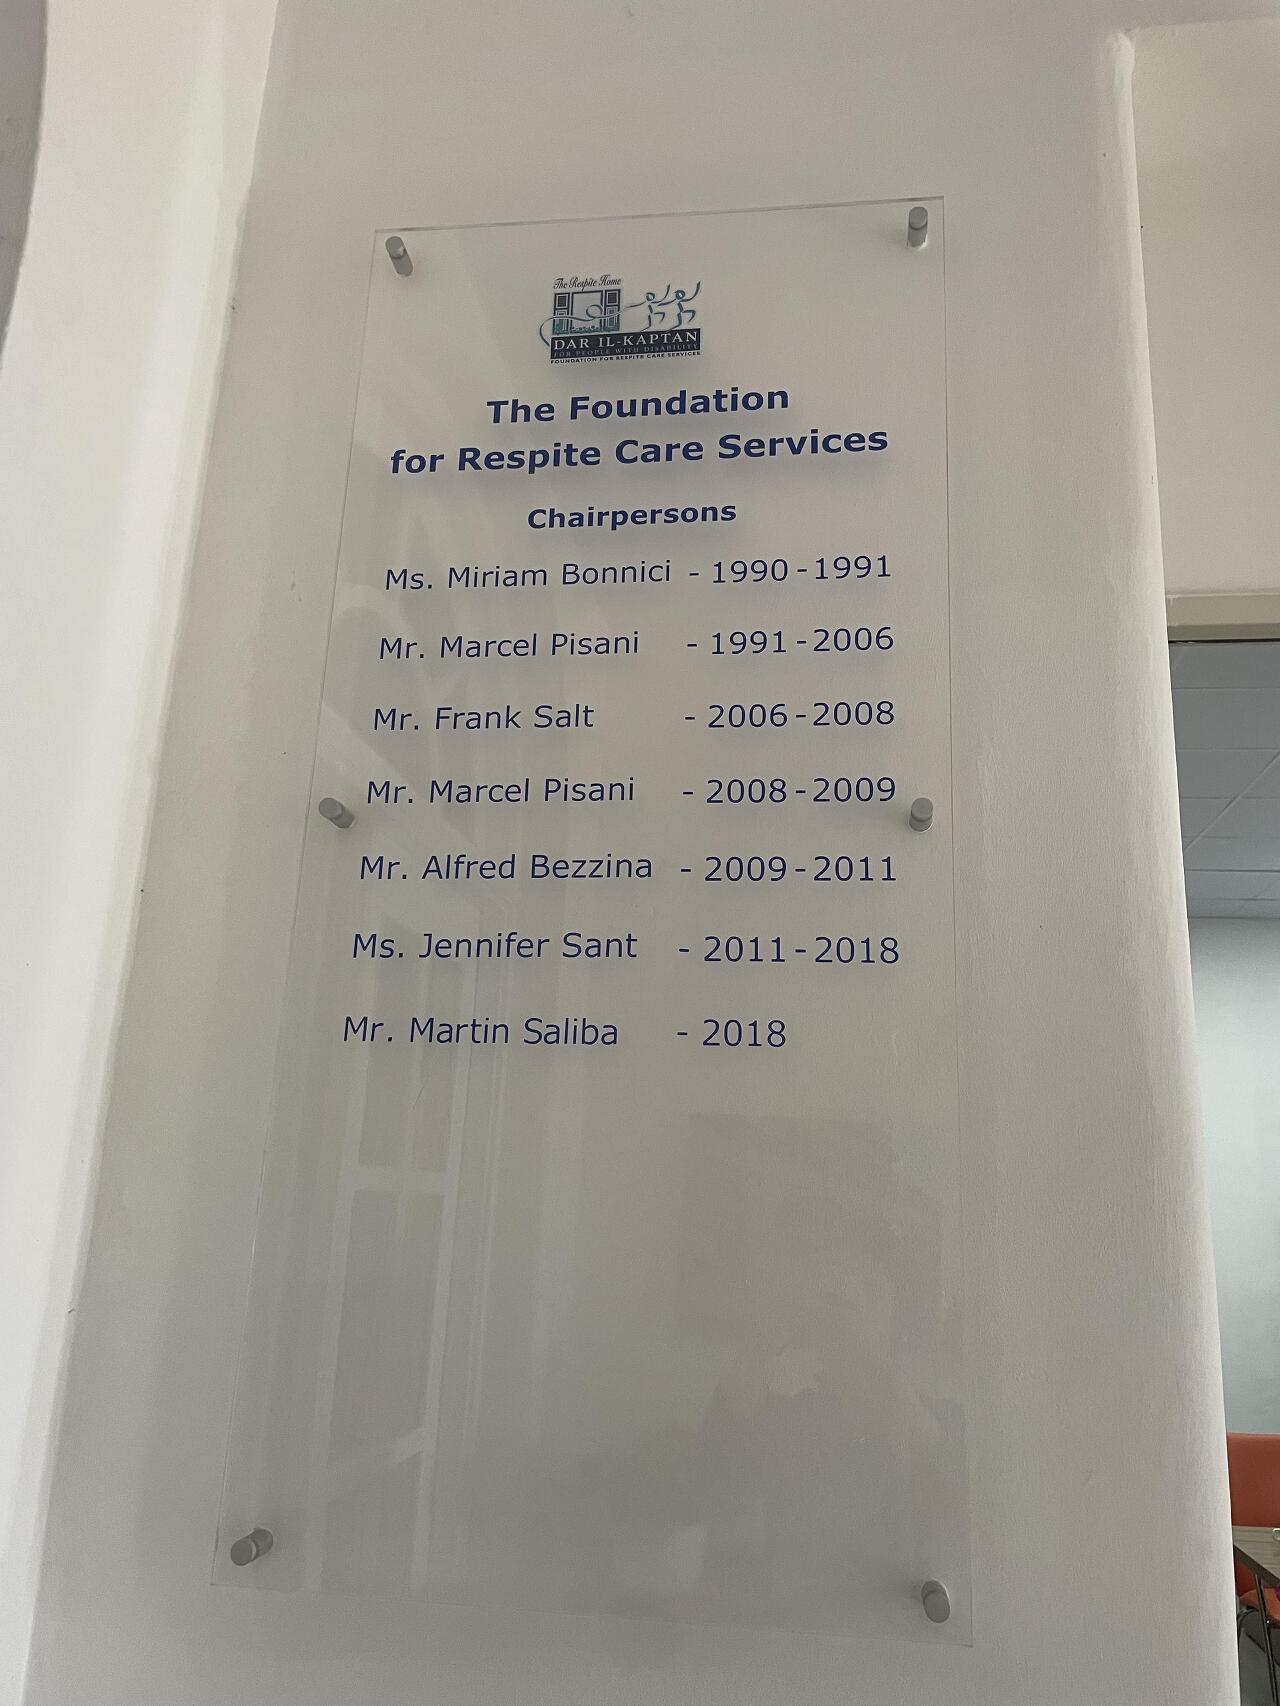 The Respite Home
DAR IL-KAPTAN
FOR PEOPLE WITH DISABILITY
FOUNDATION FOR RESPITE CARE SERVICES
The Foundation
for Respite Care Services
Chairpersons
Ms. Miriam Bonnici - 1990 - 1991
Mr. Marcel Pisani - 1991 - 2006
Mr. Frank Salt - 2006 - 2008
Mr. Marcel Pisani - 2008 - 2009
Mr. Alfred Bezzina - 2009 - 2011
Ms. Jennifer Sant - 2011 - 2018
Mr. Martin Saliba - 2018